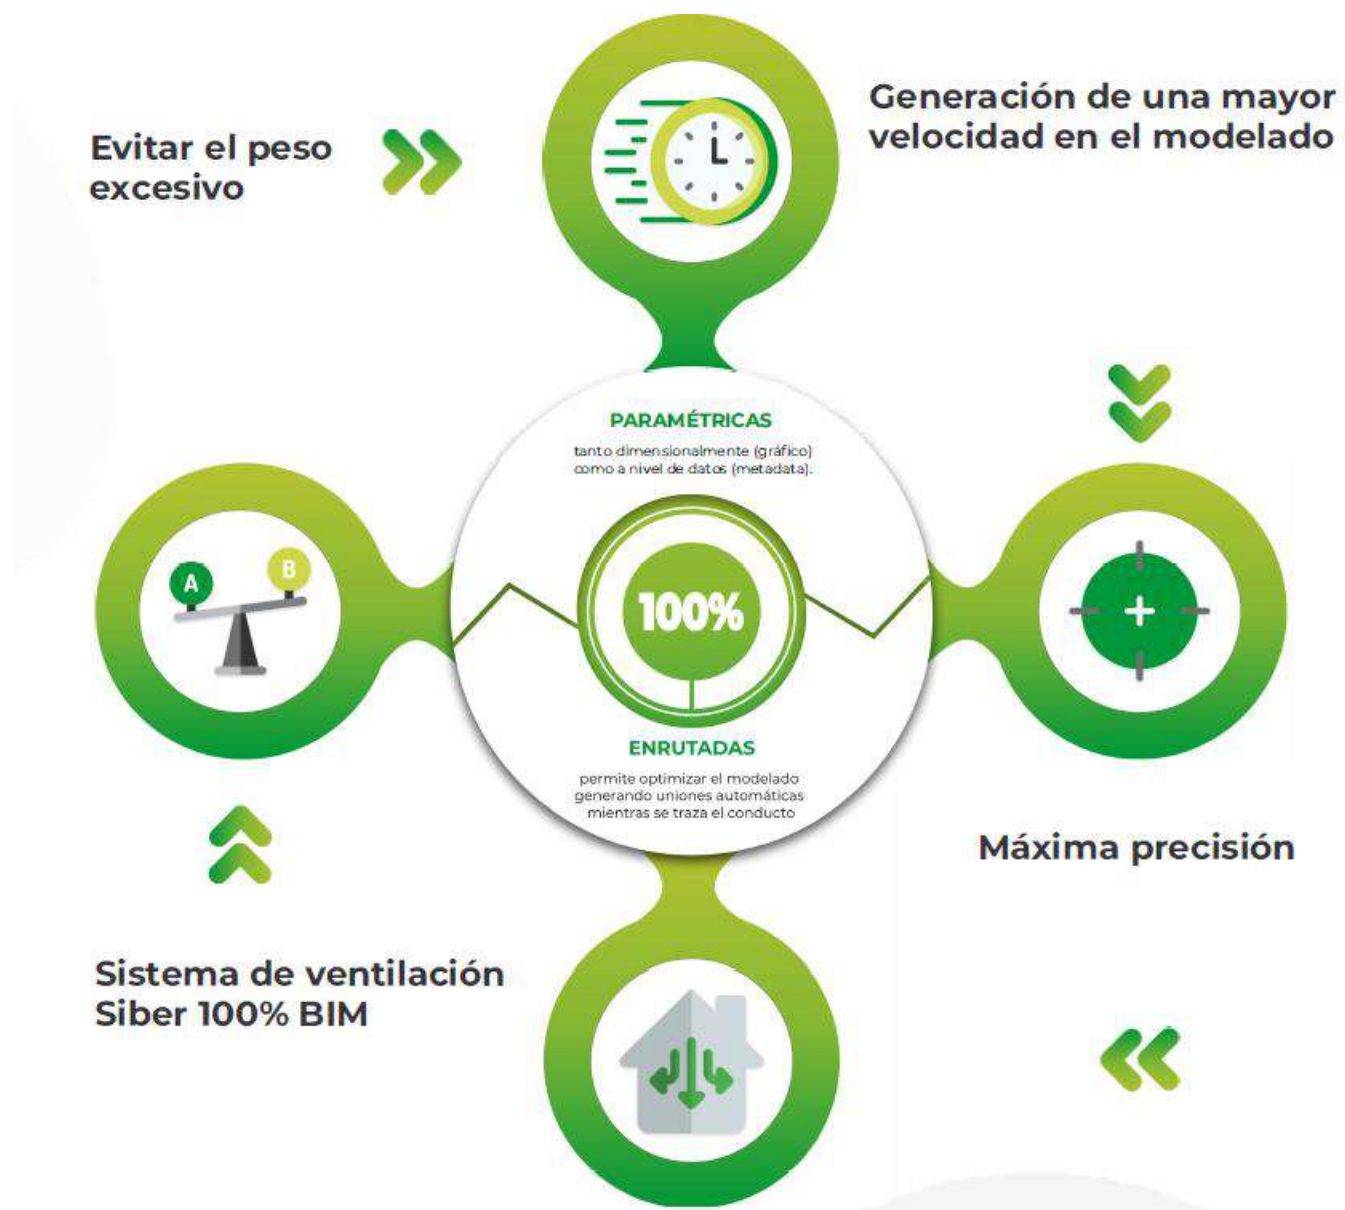 Evitar el peso
excesivo
Generación de una mayor
velocidad en el modelado
PARAMÉTRICAS
tanto dimensionalmente (gráfico)
como a nivel de datos (metadata).
A
B
100%
ENRUTADAS
permite optimizar el modelado
generando uniones automáticas
mientras se traza el conducto
Máxima precisión
Sistema de ventilación
Siber 100% BIM